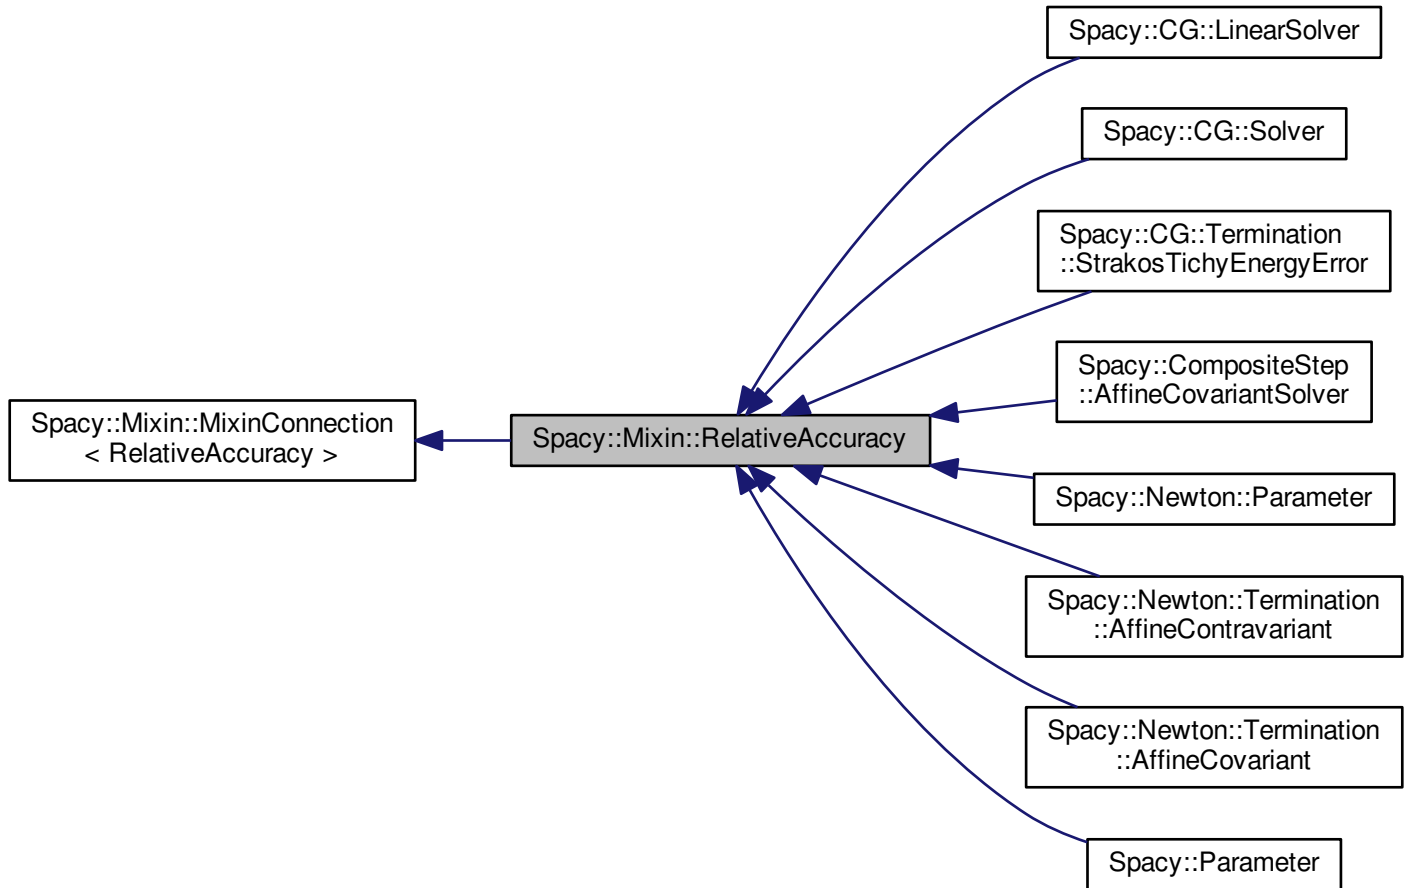 Spacy::CG::LinearSolver
Spacy::CG::Solver
Spacy::CG::Termination
::StrakosTichyEnergyError
Spacy::CompositeStep
::AffineCovariantSolver
Spacy::Mixin::MixinConnection
< RelativeAccuracy >
Spacy::Mixin::RelativeAccuracy
Spacy::Newton::Parameter
Spacy::Newton::Termination
::AffineContravariant
Spacy::Newton::Termination
::AffineCovariant
Spacy::Parameter